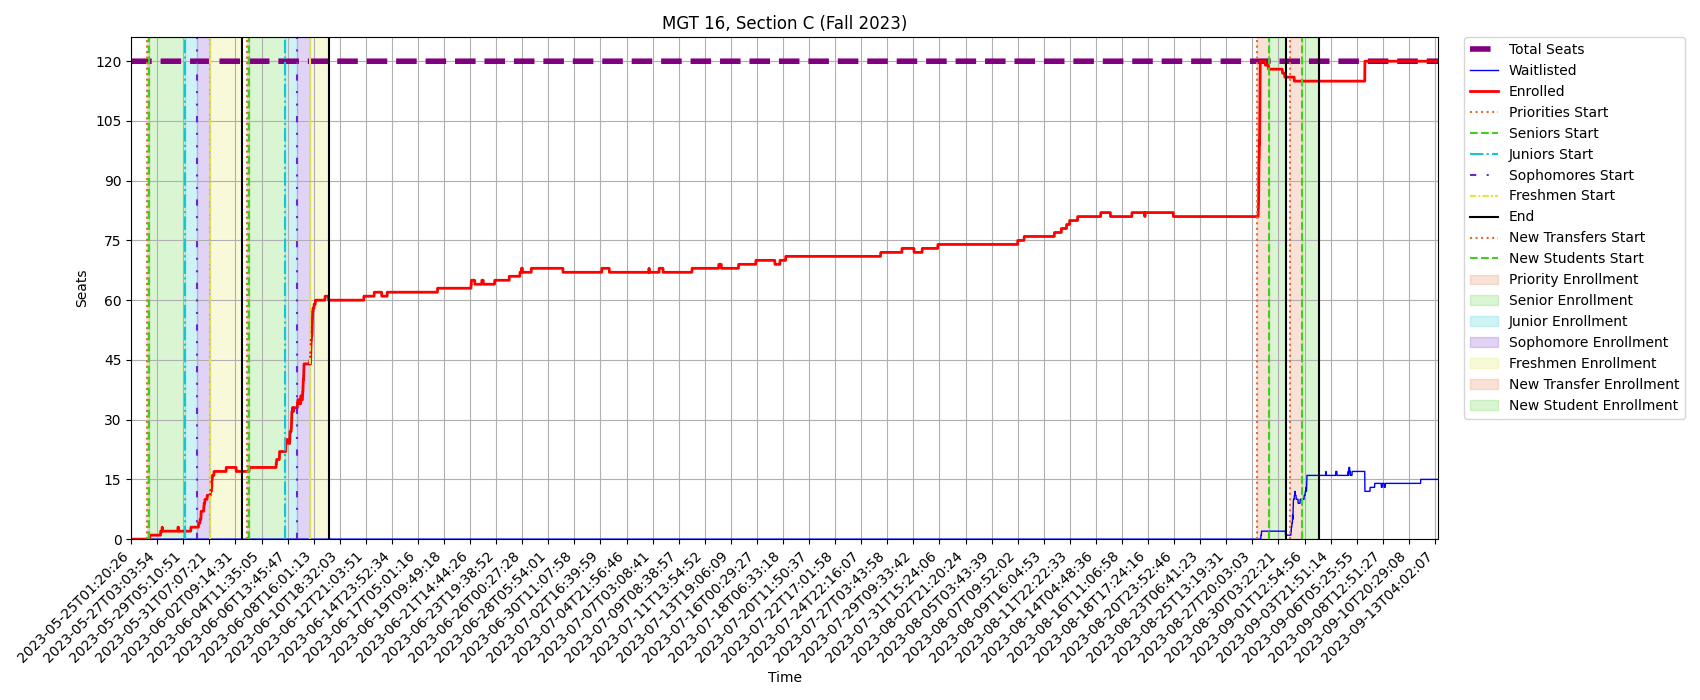 MGT 16, Section C (Fall 2023)
Seats
120
105
90
75
60
45
30
15
0
2023-05-25T01:20:26
2023-05-27T03:03:54
2023-05-29T05:10:51
2023-05-31T07:07:21
2023-06-02T09:14:31
2023-06-04T11:35:05
2023-06-06T13:45:47
2023-06-08T16:01:13
2023-06-10T18:32:03
2023-06-12T21:03:51
2023-06-14T23:52:34
2023-06-17T05:01:16
2023-06-19T09:49:18
2023-06-21T14:44:26
2023-06-23T19:38:52
2023-06-26T00:27:28
2023-06-28T05:54:01
2023-06-30T11:07:58
2023-07-02T16:39:59
2023-07-04T21:56:46
2023-07-07T03:08:41
2023-07-09T08:38:57
2023-07-11T13:54:52
2023-07-13T19:06:09
2023-07-16T00:29:27
2023-07-18T06:33:18
2023-07-20T11:50:37
2023-07-22T17:01:58
2023-07-24T22:16:07
2023-07-27T03:43:58
2023-07-29T09:33:42
2023-07-31T15:24:06
2023-08-02T21:20:24
2023-08-05T03:43:39
2023-08-07T09:52:02
2023-08-09T16:04:53
2023-08-11T22:22:33
2023-08-14T04:48:36
2023-08-16T11:06:58
2023-08-18T17:24:16
2023-08-20T23:52:46
2023-08-23T06:41:23
2023-08-25T13:19:31
2023-08-27T20:03:03
2023-08-30T03:22:21
2023-09-01T12:54:56
2023-09-03T21:51:14
2023-09-06T05:25:55
2023-09-08T12:51:27
2023-09-10T20:29:08
2023-09-13T04:02:07
Time
Total Seats
Waitlisted
Enrolled
Priorities Start
Seniors Start
Juniors Start
Sophomores Start
Freshmen Start
End
New Transfers Start
New Students Start
Priority Enrollment
Senior Enrollment
Junior Enrollment
Sophomore Enrollment
Freshmen Enrollment
New Transfer Enrollment
New Student Enrollment